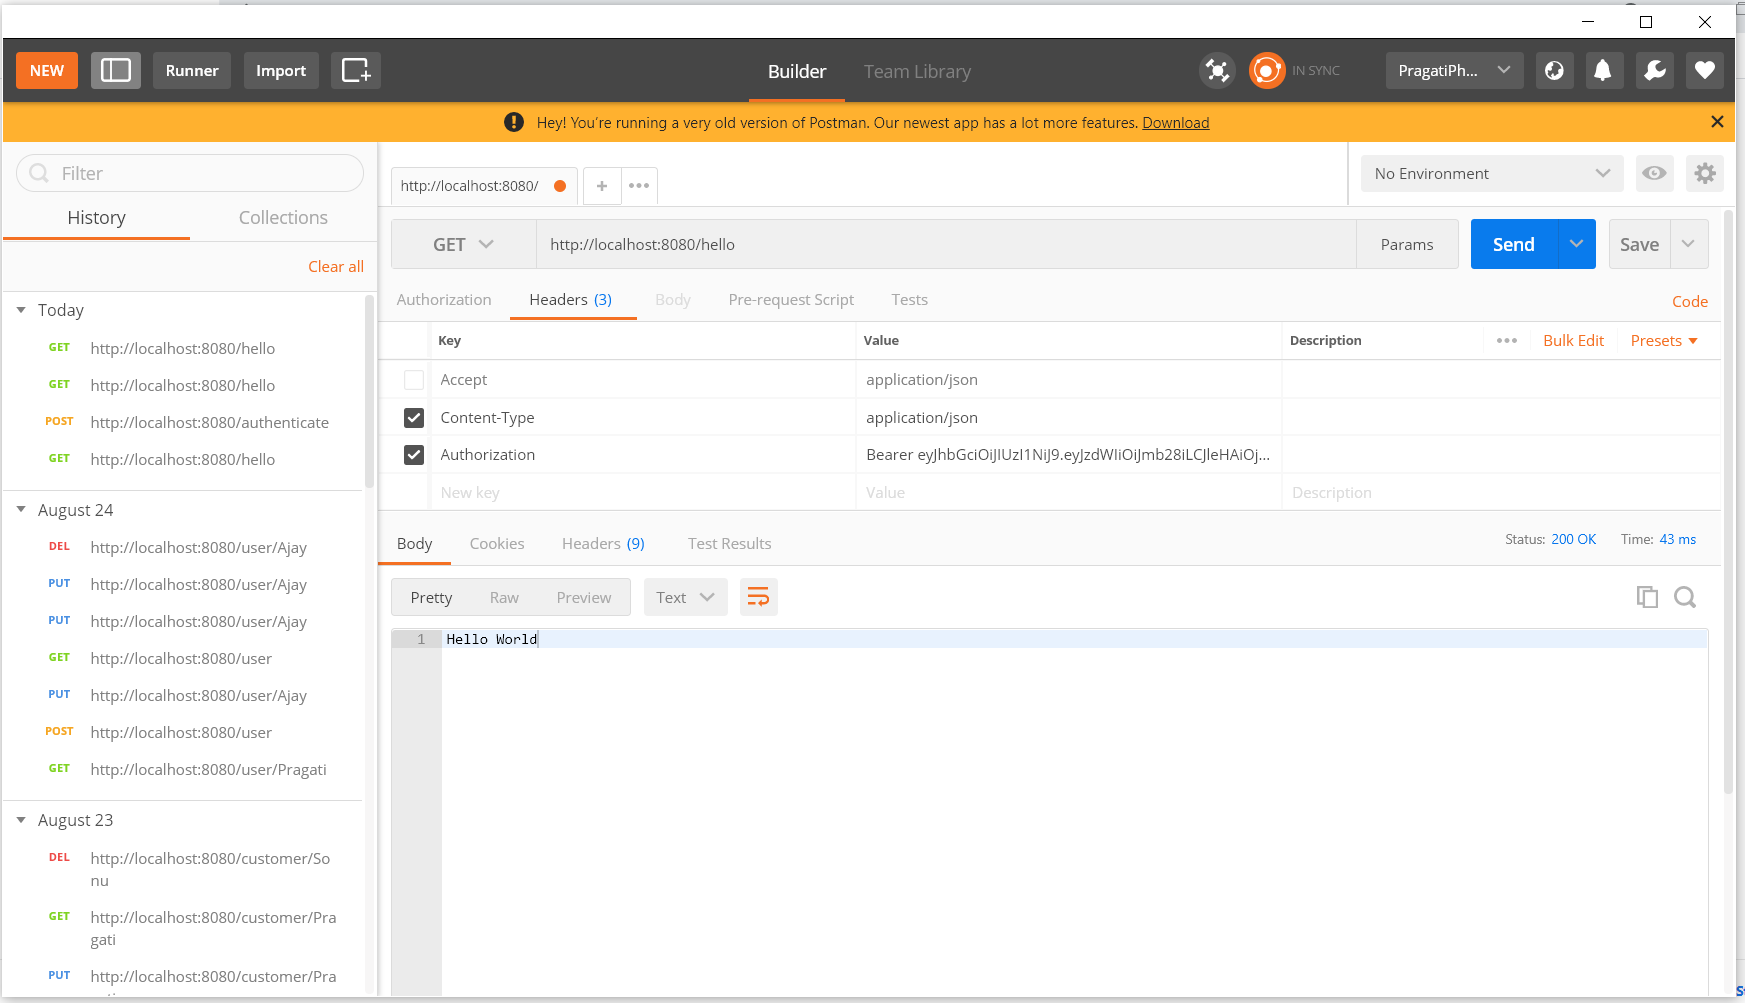 NEW
Runner
Import
Builder
Team Library
IN SYNC
PragatiPh...
Hey! You're running a very old version of Postman. Our newest app has a lot more features. Download
Filter
History
Collections
Clear all
Today
GET http://localhost:8080/hello
GET http://localhost:8080/hello
POST http://localhost:8080/authenticate
GET http://localhost:8080/hello
August 24
DEL http://localhost:8080/user/Ajay
PUT http://localhost:8080/user/Ajay
PUT http://localhost:8080/user/Ajay
GET http://localhost:8080/user
PUT http://localhost:8080/user/Ajay
POST http://localhost:8080/user
GET http://localhost:8080/user/Pragati
August 23
DEL http://localhost:8080/customer/So
nu
GET http://localhost:8080/customer/Pra
gati
PUT http://localhost:8080/customer/Pra
http://localhost:8080/
+
No Environment
GET
http://localhost:8080/hello
Params
Send
Save
Authorization
Headers (3)
Body
Pre-request Script
Tests
Code
Key Value Description
Bulk Edit
Presets
Accept application/json
Content-Type application/json
Authorization Bearer eyJhbGciOiJIUzI1NiJ9.eyJzdWIiOiJmb28iLCJleHAiOj...
New key Value Description
Body
Cookies
Headers (9)
Test Results
Status: 200 OK
Time: 43 ms
Pretty
Raw
Preview
Text
1 Hello World